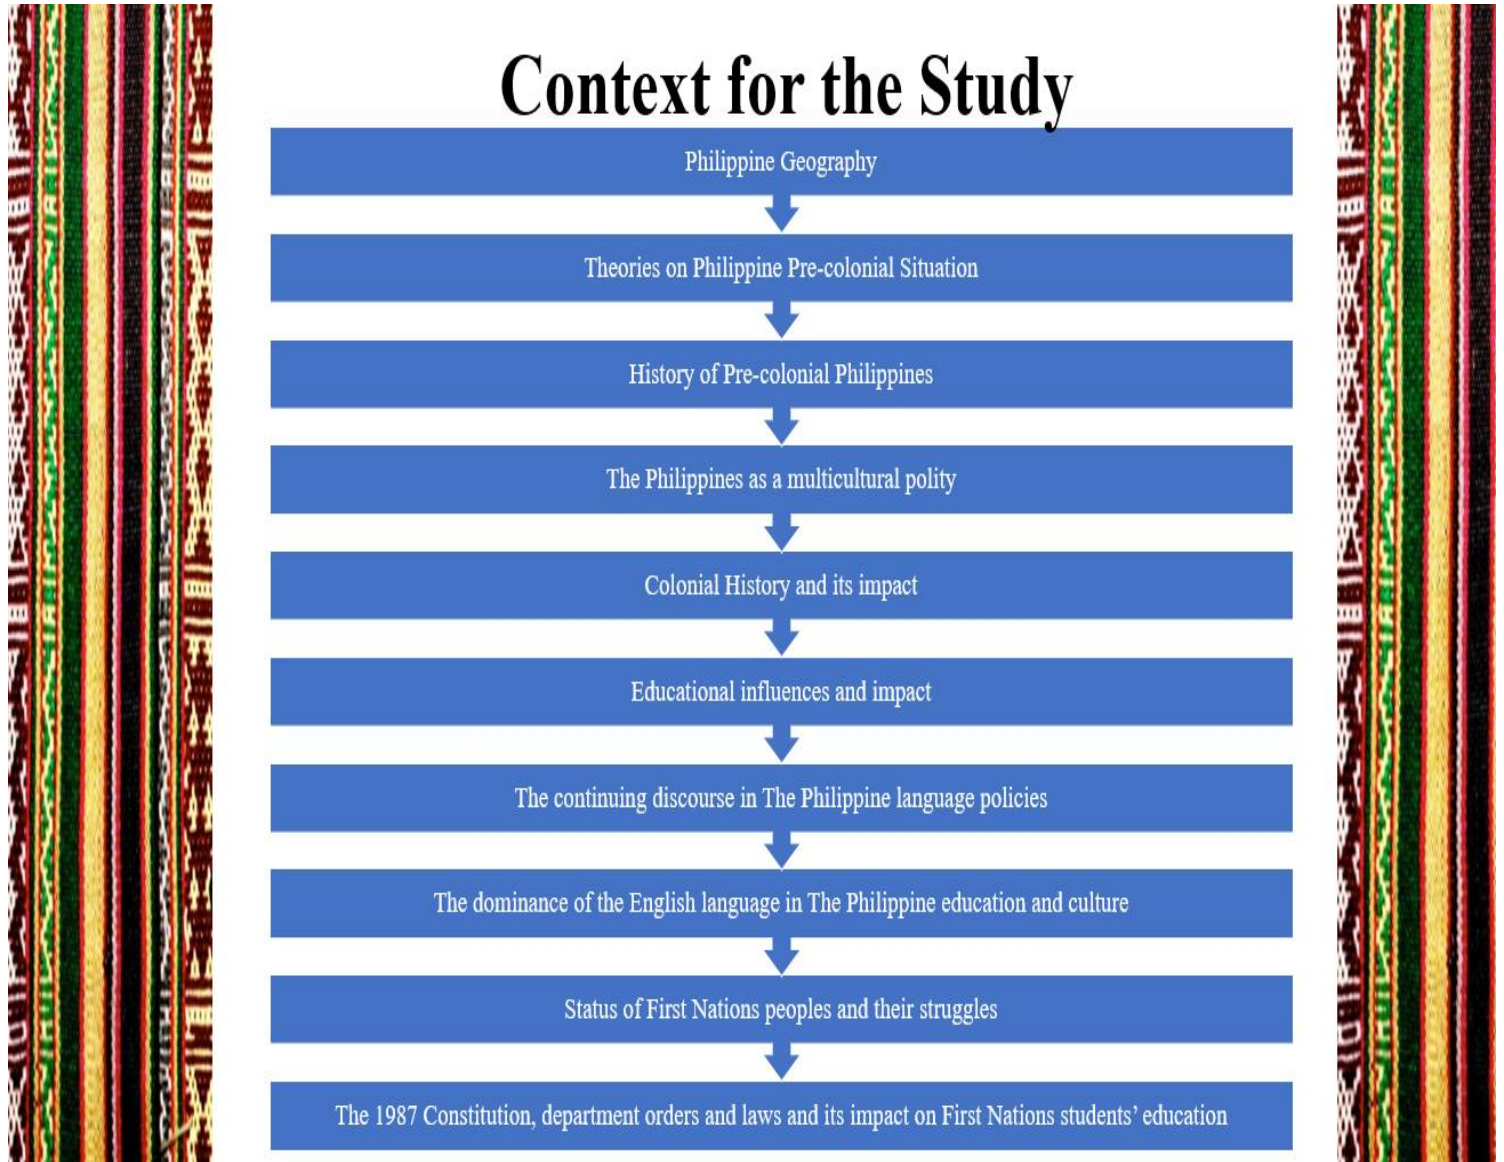 Context for the Study
Philippine Geography
Theories on Philippine Pre-colonial Situation
History of Pre-colonial Philippines
The Philippines as a multicultural polity
Colonial History and its impact
Educational influences and impact
The continuing discourse in The Philippine language policies
The dominance of the English language in The Philippine education and culture
Status of First Nations peoples and their struggles
The 1987 Constitution, department orders and laws and its impact on First Nations students’ education